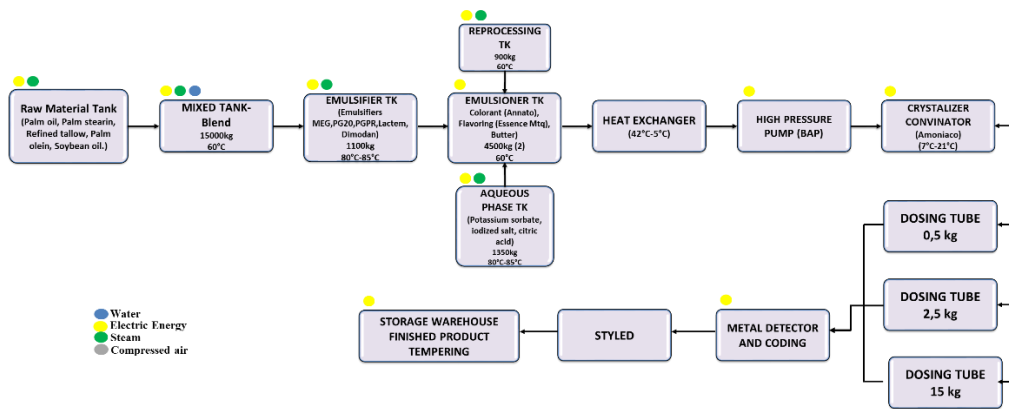 REPROCESSING
TK
900kg
60°C
Raw Material Tank
(Palm oil, Palm stearin,
Refined tallow, Palm
olein, Soybean oil.)
MIXED TANK-
Blend
15000kg
60°C
EMULSIFIER TK
(Emulsifiers
MEG,PG20,PGPR,Lactem,
Dimodan)
1100kg
80°C-85°C
EMULSIONER TK
Colorant (Annato),
Flavoring (Essence Mtq),
Butter)
4500kg (2)
60°C
HEAT EXCHANGER
(42°C-5°C)
HIGH PRESSURE
PUMP (BAP)
CRYSTALIZER
CONVINATOR
(Amoniaco)
(7°C-21°C)
AQUEOUS
PHASE TK
(Potassium sorbate,
iodized salt, citric
acid)
1350kg
80°C-85°C
DOSING TUBE
0,5 kg
DOSING TUBE
2,5 kg
DOSING TUBE
15 kg
METAL DETECTOR
AND CODING
STYLED
STORAGE WAREHOUSE
FINISHED PRODUCT
TEMPERING
Water
Electric Energy
Steam
Compressed air